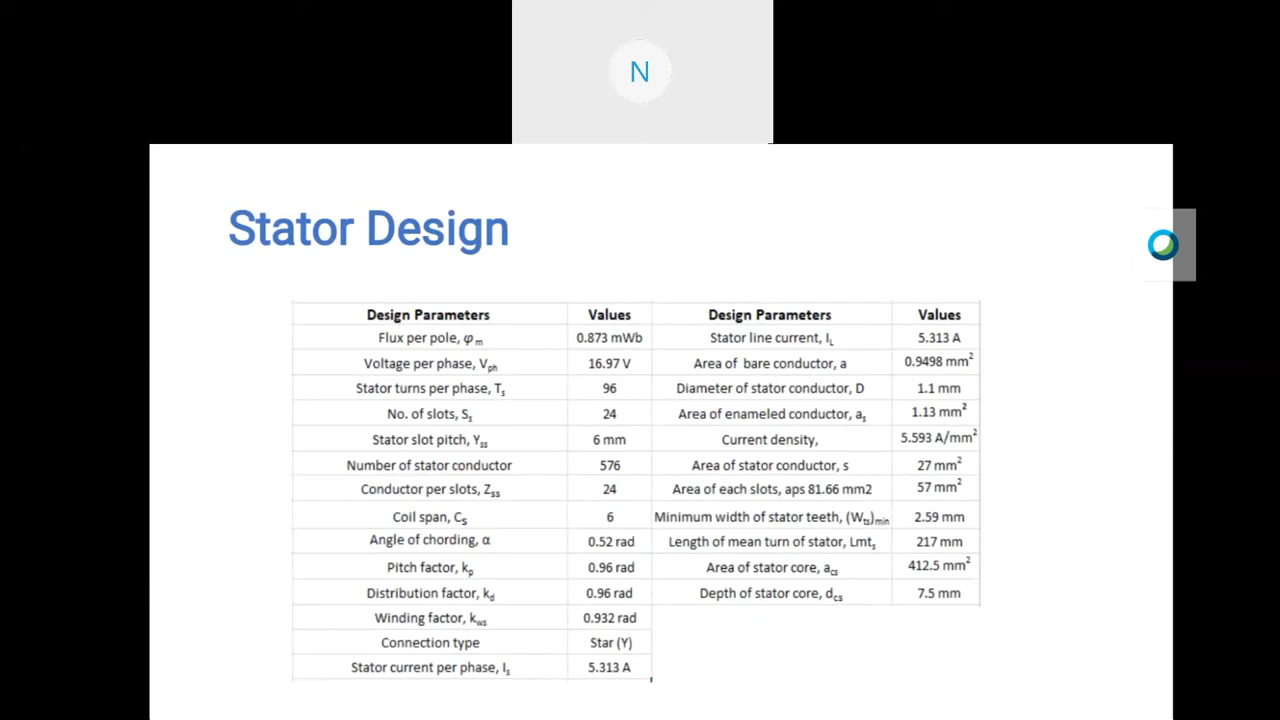 N
Stator Design
Design Parameters Values Design Parameters Values
Flux per pole, φm 0.873 mWb Stator line current, IL 5.313 A
Voltage per phase, Vph 16.97 V Area of bare conductor, a 0.9498 mm²
Stator turns per phase, Ts 96 Diameter of stator conductor, D 1.1 mm
No. of slots, Ss 24 Area of enameled conductor, as 1.13 mm²
Stator slot pitch, Yss 6 mm Current density, 5.593 A/mm²
Number of stator conductor 576 Area of stator conductor, s 27 mm²
Conductor per slots, Zss 24 Area of each slots, aps 81.66 mm2 57 mm²
Coil span, Cs 6 Minimum width of stator teeth, (Wts)min 2.59 mm
Angle of chording, α 0.52 rad Length of mean turn of stator, Lmts 217 mm
Pitch factor, kp 0.96 rad Area of stator core, acs 412.5 mm²
Distribution factor, kd 0.96 rad Depth of stator core, dcs 7.5 mm
Winding factor, kws 0.932 rad
Connection type Star (Y)
Stator current per phase, Is 5.313 A